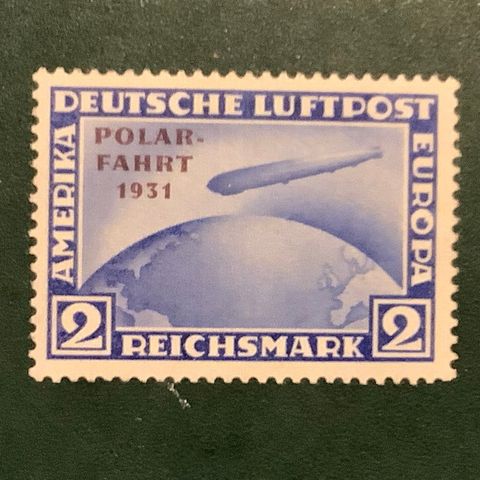 DEUTSCHE LUFTPOST
AMERIKA
EUROPA
POLAR-
FAHRT
1931
2 REICHSMARK 2